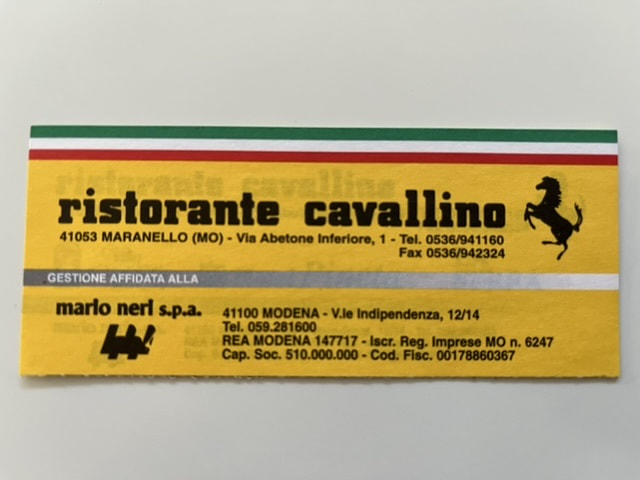 ristorante cavallino
41053 MARANELLO (MO) - Via Abetone Inferiore, 1 - Tel. 0536/941160
Fax 0536/942324
GESTIONE AFFIDATA ALLA
mario neri s.p.a.
41100 MODENA - V.le Indipendenza, 12/14
Tel. 059.281600
REA MODENA 147717 - Iscr. Reg. Imprese MO n. 6247
Cap. Soc. 510.000.000 - Cod. Fisc. 00178860367